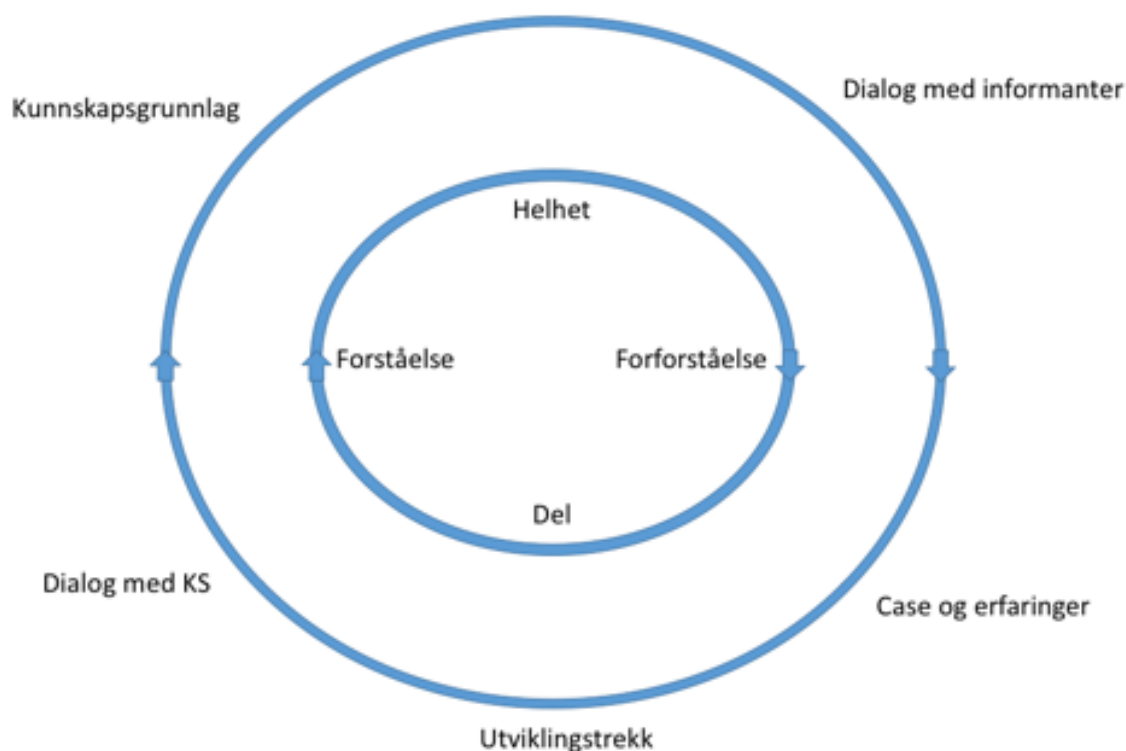 Dialog med informanter
Kunnskapsgrunnlag
Helhet
Forståelse
Forforståelse
Del
Dialog med KS
Case og erfaringer
Utviklingstrekk